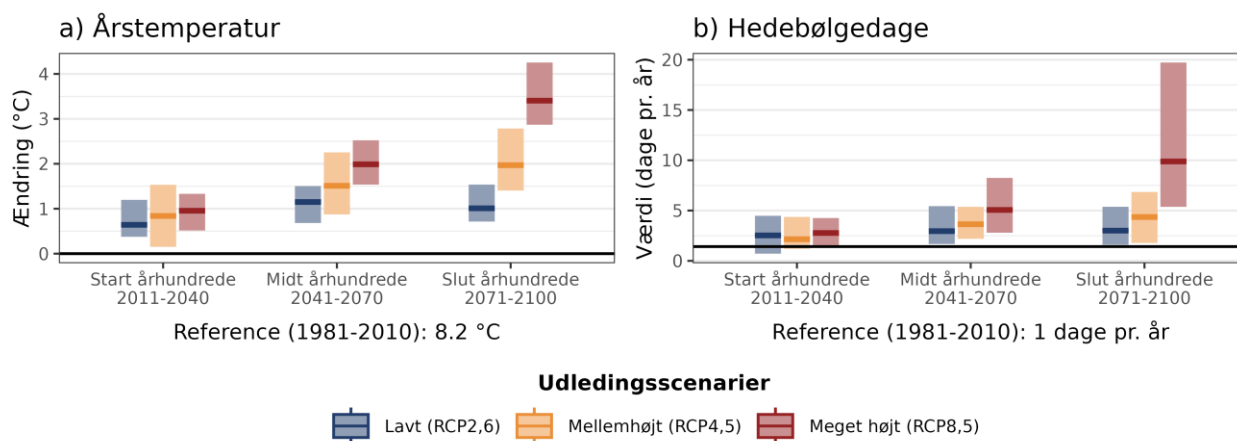 a) Årstemperatur
Ændring (°C)
4
3
2
1
0
Start århundrede
2011-2040
Midt århundrede
2041-2070
Slut århundrede
2071-2100
Reference (1981-2010): 8.2 °C
b) Hedebølgedage
Værdi (dage pr. år)
20
15
10
5
0
Start århundrede
2011-2040
Midt århundrede
2041-2070
Slut århundrede
2071-2100
Reference (1981-2010): 1 dage pr. år
Udledingsscenarier
Lavt (RCP2,6)
Mellemhøjt (RCP4,5)
Meget højt (RCP8,5)